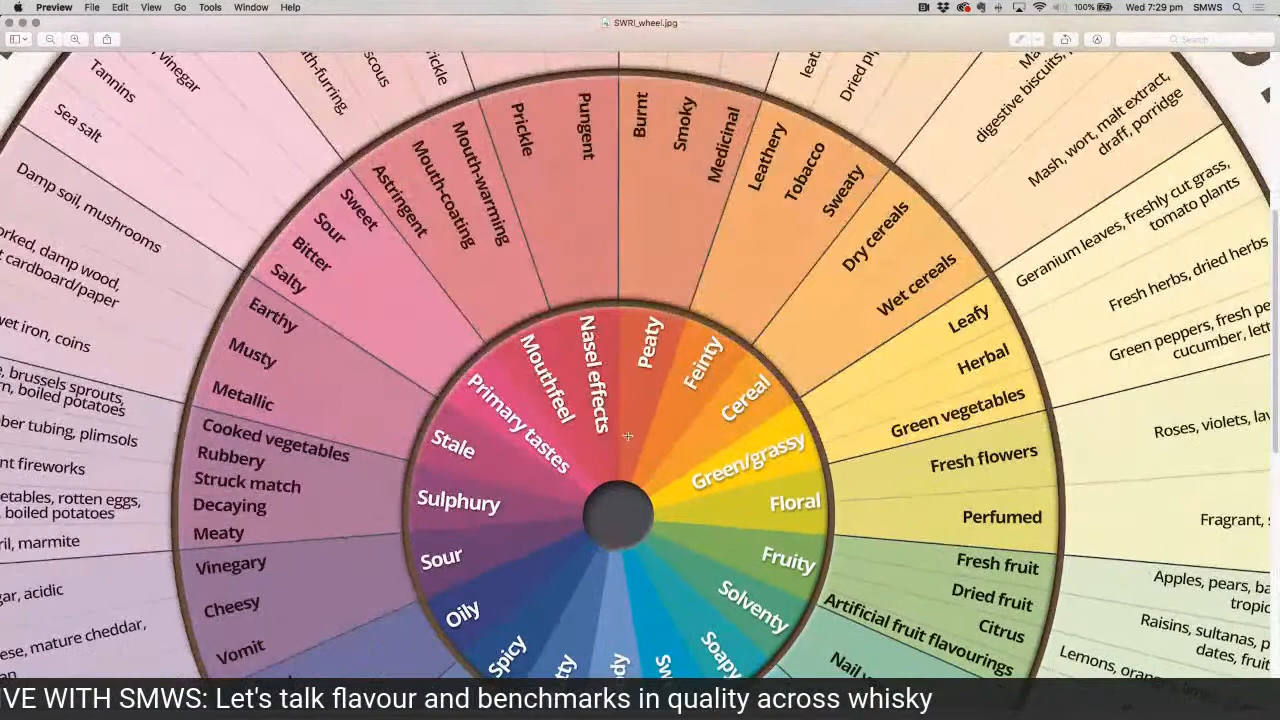 Preview File Edit View Go Tools Window Help
100% Wed 7:29 pm SMWS
SWRI_wheel.jpg
Search
vinegar
Tannins
Sea salt
Damp soil, mushrooms
damp wood,
cardboard/paper
iron, coins
brussels sprouts,
boiled potatoes
tubing, plimsols
fireworks
rotten eggs,
boiled potatoes
marmite
acidic
mature cheddar,
Dried
digestive biscuits,
Mash, wort, malt extract,
draff, porridge
Geranium leaves, freshly cut grass,
tomato plants
Fresh herbs, dried herbs
Green peppers, fresh
cucumber,
Roses, violets,
Fragrant,
Apples, pears,
Raisins, sultanas,
dates,
Lemons,
Sweet
Sour
Bitter
Salty
Earthy
Musty
Metallic
Cooked vegetables
Rubbery
Struck match
Decaying
Meaty
Vinegary
Cheesy
Vomit
Astringent
Mouth-coating
Mouth-warming
Prickle
Pungent
Burnt
Smoky
Medicinal
Leathery
Tobacco
Sweaty
Dry cereals
Wet cereals
Leafy
Herbal
Green vegetables
Fresh flowers
Perfumed
Fresh fruit
Dried fruit
Citrus
Artificial fruit flavourings
Nail
Oily
Sour
Sulphury
Stale
Primary tastes
Mouthfeel
Nasel effects
Peaty
Feinty
Cereal
Green/grassy
Floral
Fruity
Solventy
Soapy
Spicy
IVE WITH SMWS: Let's talk flavour and benchmarks in quality across whisky